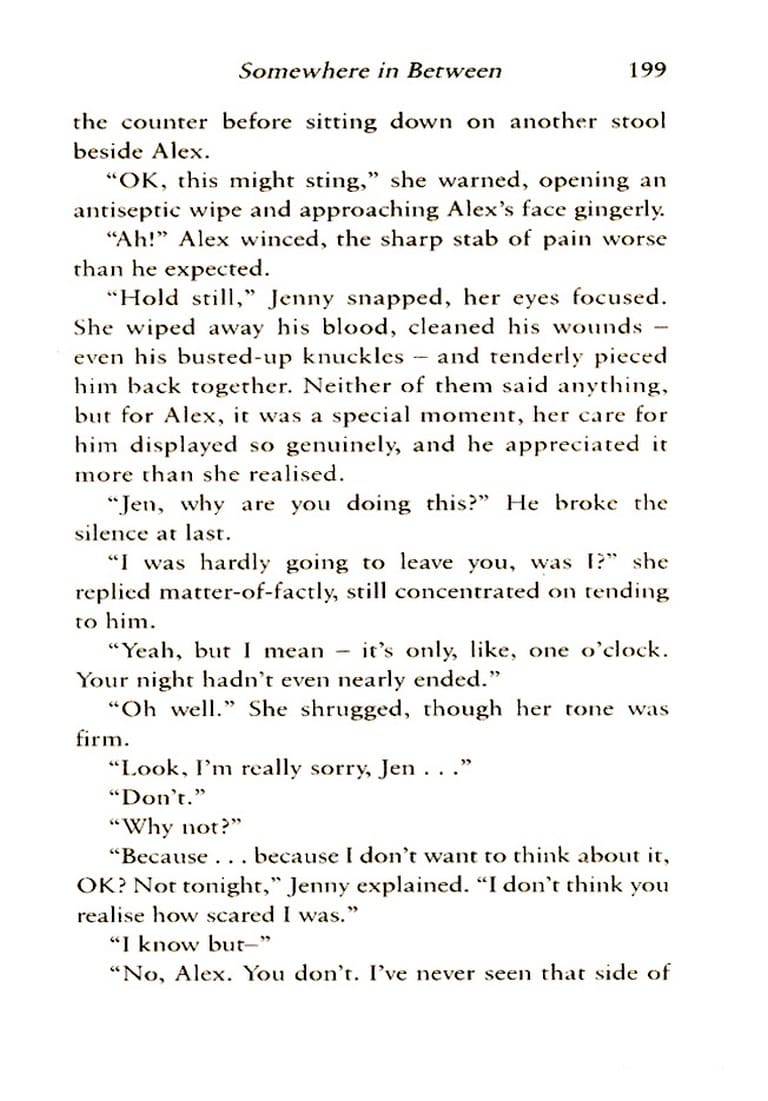 Somewhere in Between 199
the counter before sitting down on another stool
beside Alex.
“OK, this might sting,” she warned, opening an
antiseptic wipe and approaching Alex’s face gingerly.
“Ah!” Alex winced, the sharp stab of pain worse
than he expected.
“Hold still,” Jenny snapped, her eyes focused.
She wiped away his blood, cleaned his wounds –
even his busted-up knuckles – and tenderly pieced
him back together. Neither of them said anything,
but for Alex, it was a special moment, her care for
him displayed so genuinely, and he appreciated it
more than she realised.
“Jen, why are you doing this?” He broke the
silence at last.
“I was hardly going to leave you, was I?” she
replied matter-of-factly, still concentrated on tending
to him.
“Yeah, but I mean – it’s only, like, one o’clock.
Your night hadn’t even nearly ended.”
“Oh well.” She shrugged, though her tone was
firm.
“Look, I’m really sorry, Jen . . .”
“Don’t.”
“Why not?”
“Because . . . because I don’t want to think about it,
OK? Not tonight,” Jenny explained. “I don’t think you
realise how scared I was.”
“I know but–”
“No, Alex. You don’t. I’ve never seen that side of